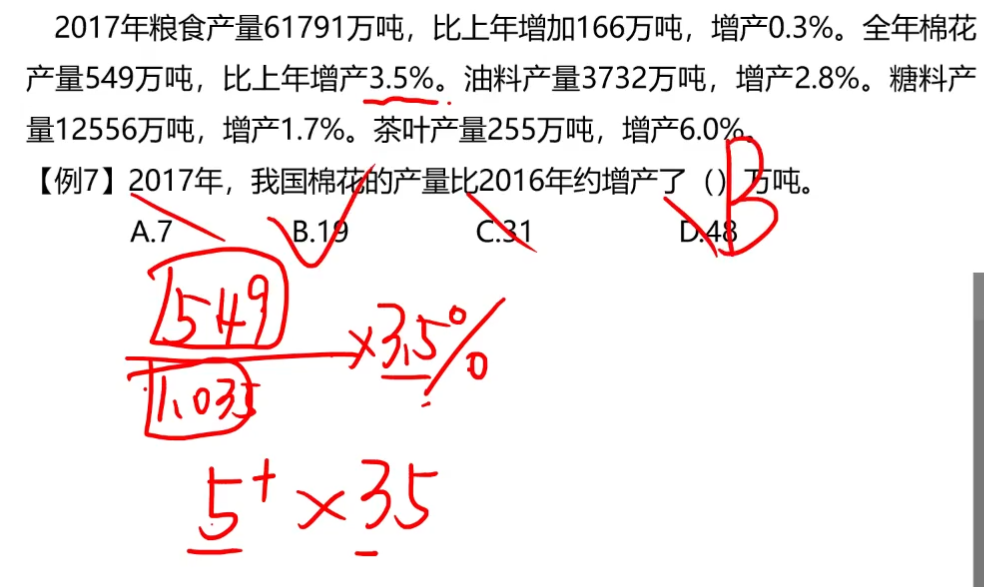 2017年粮食产量61791万吨，比上年增加166万吨，增产0.3%。全年棉花
产量549万吨，比上年增产3.5%。油料产量3732万吨，增产2.8%。糖料产
量12556万吨，增产1.7%。茶叶产量255万吨，增产6.0%。
【例7】2017年，我国棉花的产量比2016年约增产了（）万吨。
B
A.7 B.19 C.31 D.48
549
×3.5%
1.035
5+ ×35